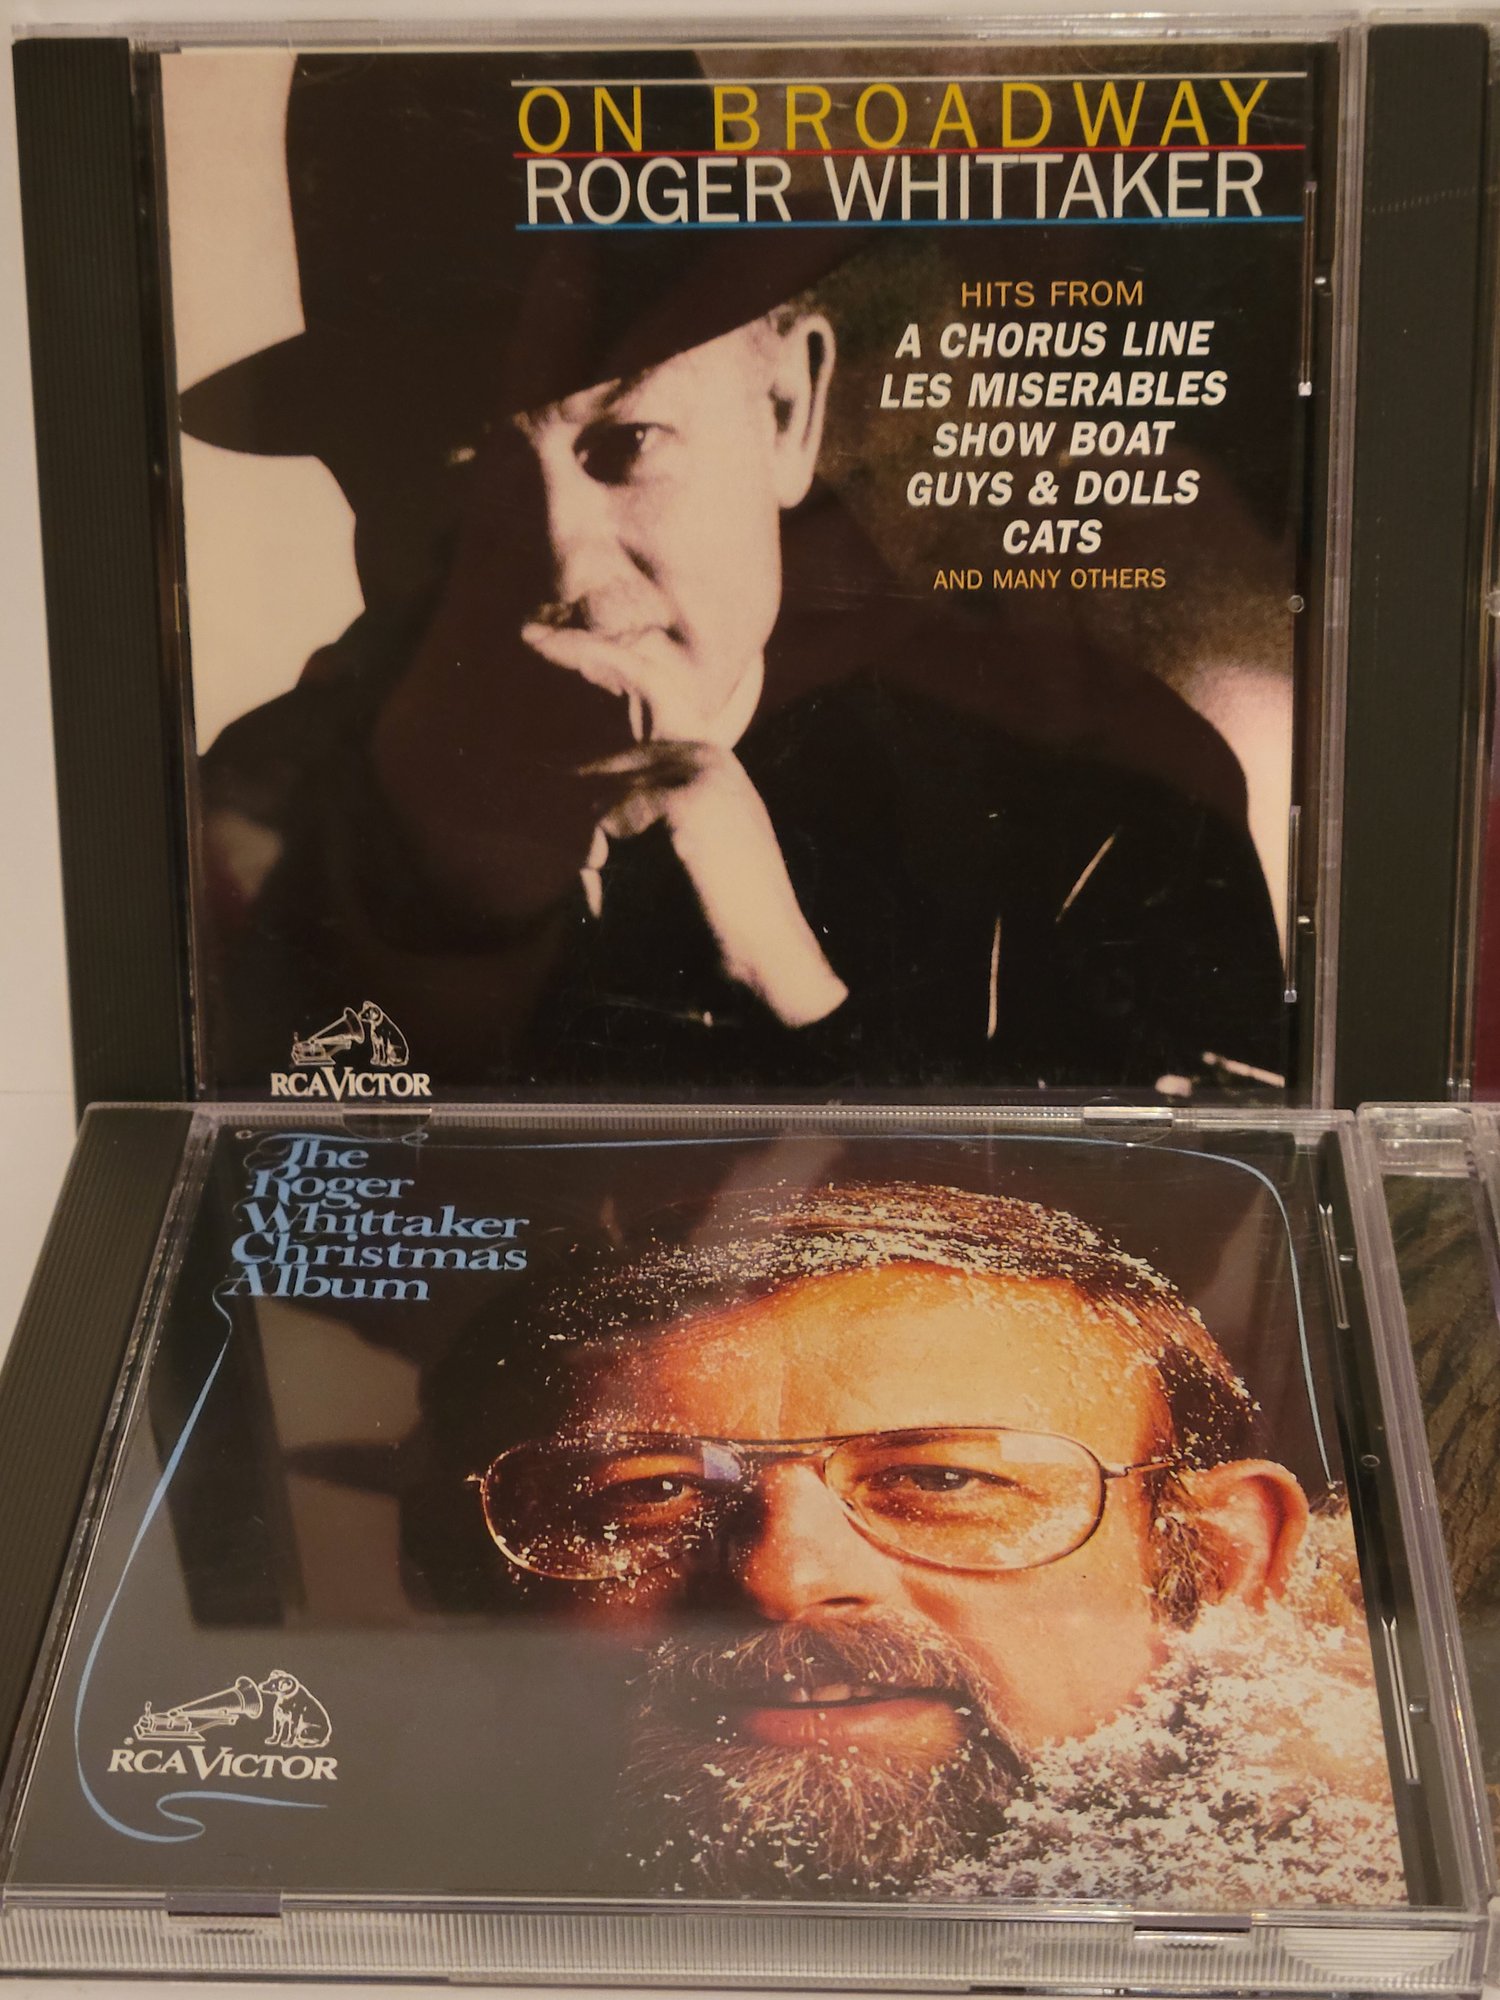 ON BROADWAY
ROGER WHITTAKER
HITS FROM
A CHORUS LINE
LES MISERABLES
SHOW BOAT
GUYS & DOLLS
CATS
AND MANY OTHERS
RCA VICTOR
The
Roger
Whittaker
Christmas
Album
® RCA VICTOR